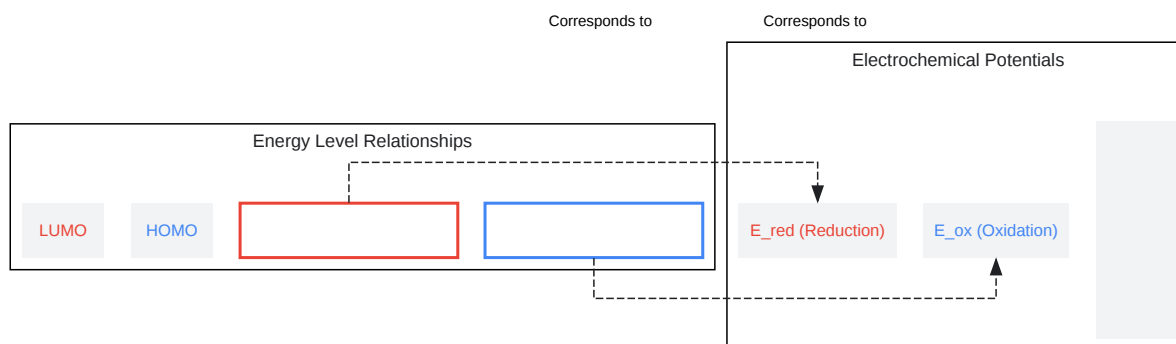 Corresponds to
Corresponds to
Electrochemical Potentials
Energy Level Relationships
LUMO
HOMO
E_red (Reduction)
E_ox (Oxidation)